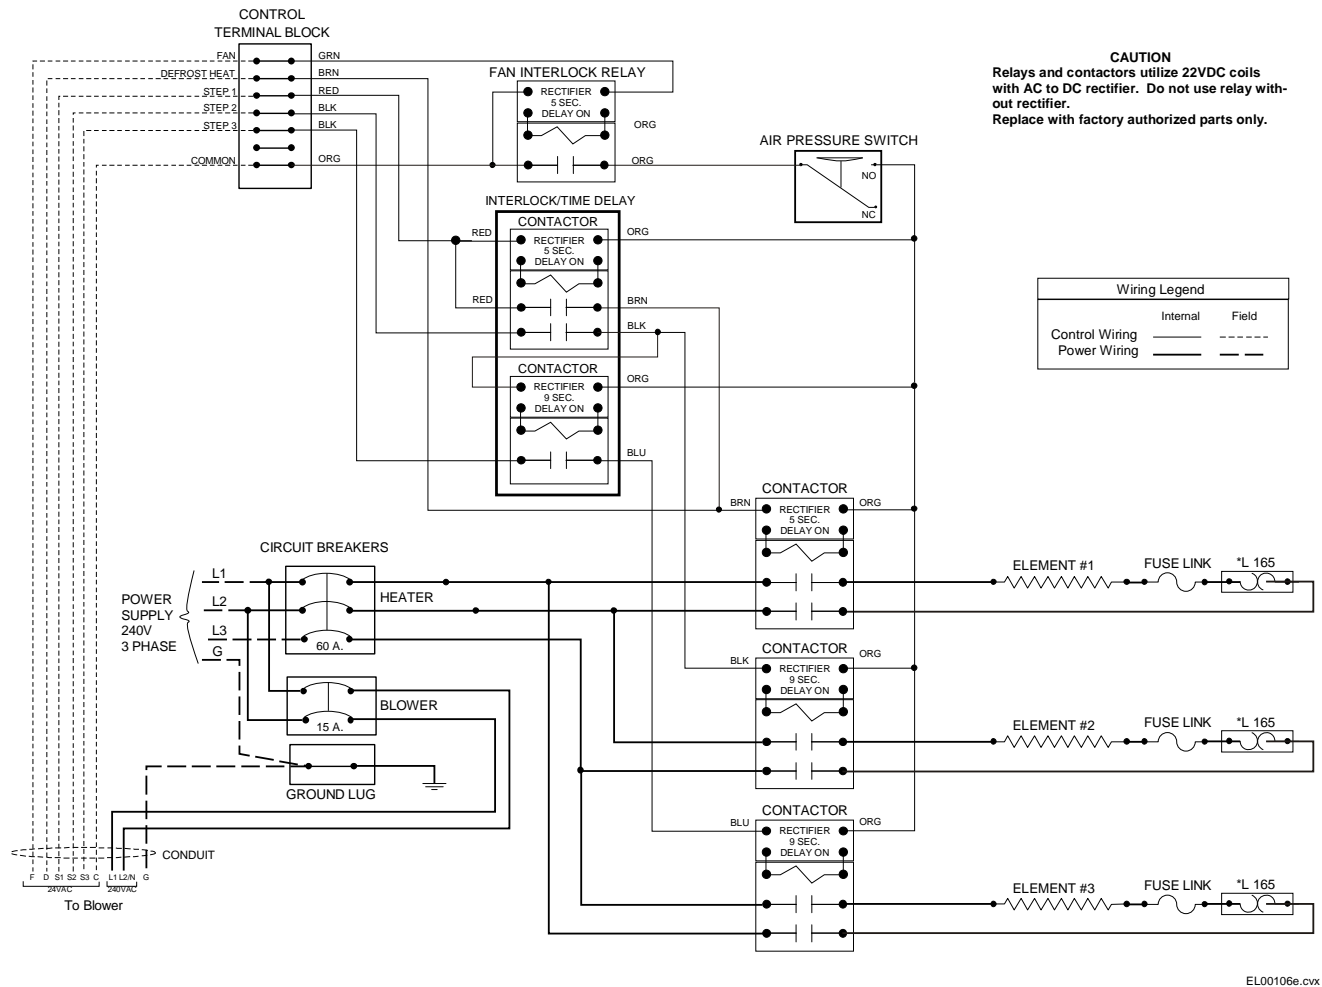 CONTROL
TERMINAL BLOCK
FAN
GRN
DEFROST HEAT
BRN
STEP 1
RED
STEP 2
BLK
STEP 3
BLK
COMMON
ORG
FAN INTERLOCK RELAY
RECTIFIER
5 SEC.
DELAY ON
ORG
ORG
AIR PRESSURE SWITCH
NO
NC
CAUTION
Relays and contactors utilize 22VDC coils
with AC to DC rectifier. Do not use relay with-
out rectifier.
Replace with factory authorized parts only.
INTERLOCK/TIME DELAY
CONTACTOR
RED
RECTIFIER
5 SEC.
DELAY ON
ORG
RED
BRN
BLK
CONTACTOR
RECTIFIER
9 SEC.
DELAY ON
ORG
BLU
Wiring Legend
Internal Field
Control Wiring
Power Wiring
CONTACTOR
BRN
RECTIFIER
5 SEC.
DELAY ON
ORG
ELEMENT #1
FUSE LINK
*L 165
CIRCUIT BREAKERS
POWER
SUPPLY
240V
3 PHASE
L1
L2
L3
G
HEATER
60 A.
BLOWER
15 A.
GROUND LUG
CONTACTOR
BLK
RECTIFIER
9 SEC.
DELAY ON
ORG
ELEMENT #2
FUSE LINK
*L 165
CONTACTOR
BLU
RECTIFIER
9 SEC.
DELAY ON
ORG
ELEMENT #3
FUSE LINK
*L 165
CONDUIT
F D S1 S2 S3 C L1 L2/N G
24VAC 240VAC
To Blower
EL00106e.cvx